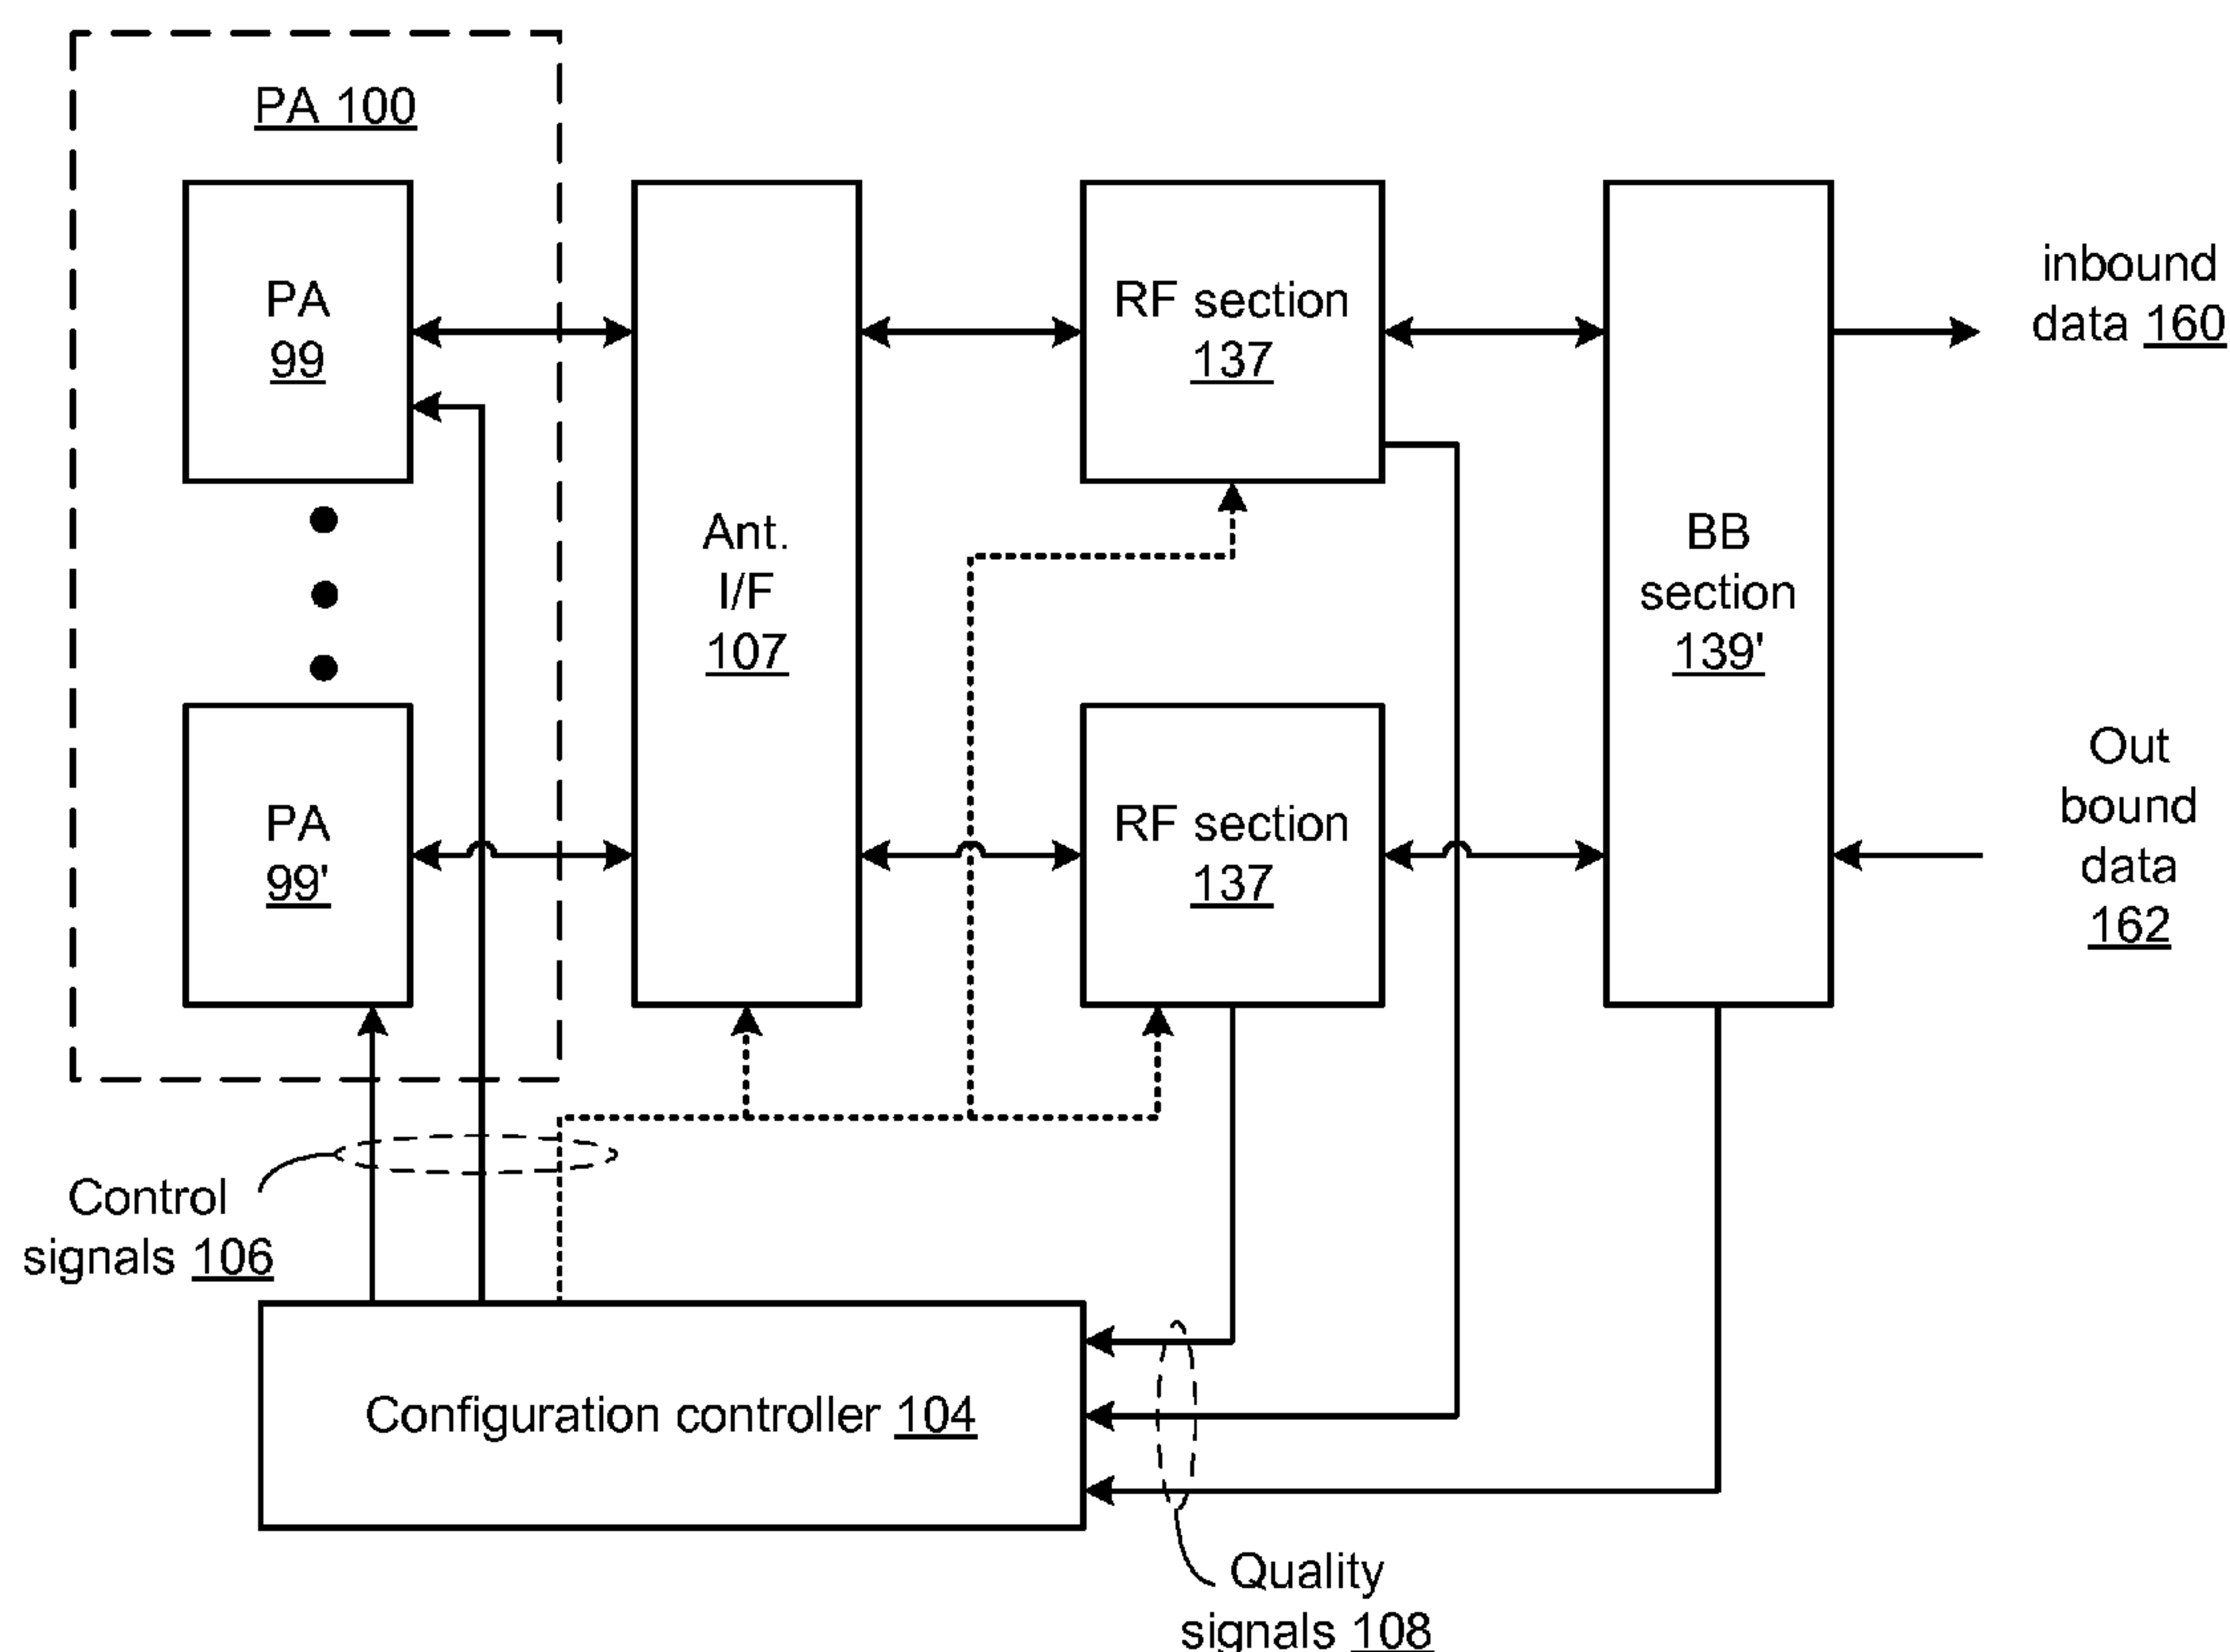 PA 100
PA
99
PA
99'
Ant.
I/F
107
RF section
137
RF section
137
BB
section
139'
inbound
data 160
Out
bound
data
162
Control
signals 106
Configuration controller 104
Quality
signals 108